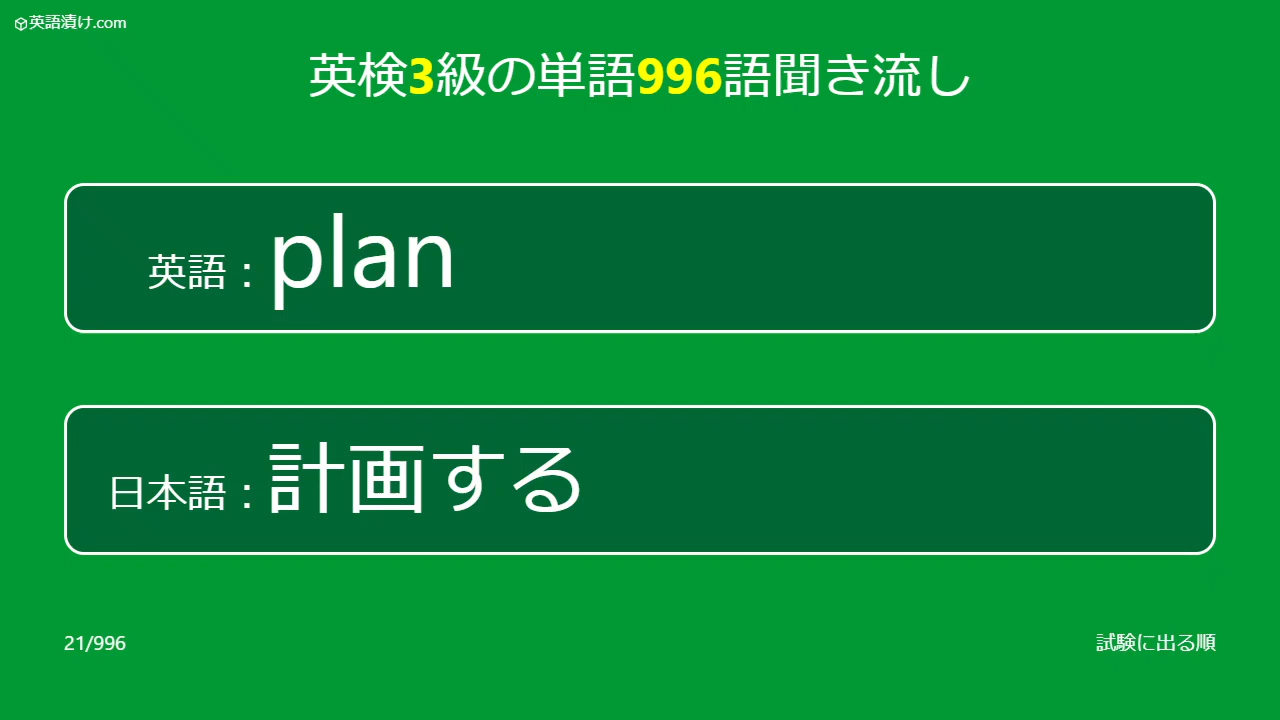 英語漬け.com
英検3級の単語996語聞き流し
英語：plan
日本語：計画する
21/996
試験に出る順